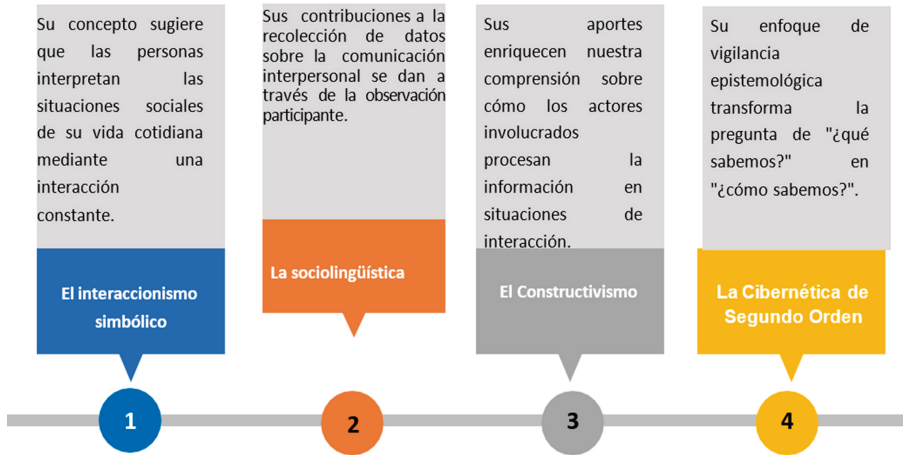 Su concepto sugiere
que las personas
interpretan las
situaciones sociales
de su vida cotidiana
mediante una
interacción
constante.
El interaccionismo
simbólico
1
Sus contribuciones a la
recolección de datos
sobre la comunicación
interpersonal se dan a
través de la observación
participante.
La sociolingüística
2
Sus aportes
enriquecen nuestra
comprensión sobre
cómo los actores
involucrados
procesan la
información en
situaciones de
interacción.
El Constructivismo
3
Su enfoque de
vigilancia
epistemológica
transforma la
pregunta de "¿qué
sabemos?" en
"¿cómo sabemos?".
La Cibernética de
Segundo Orden
4